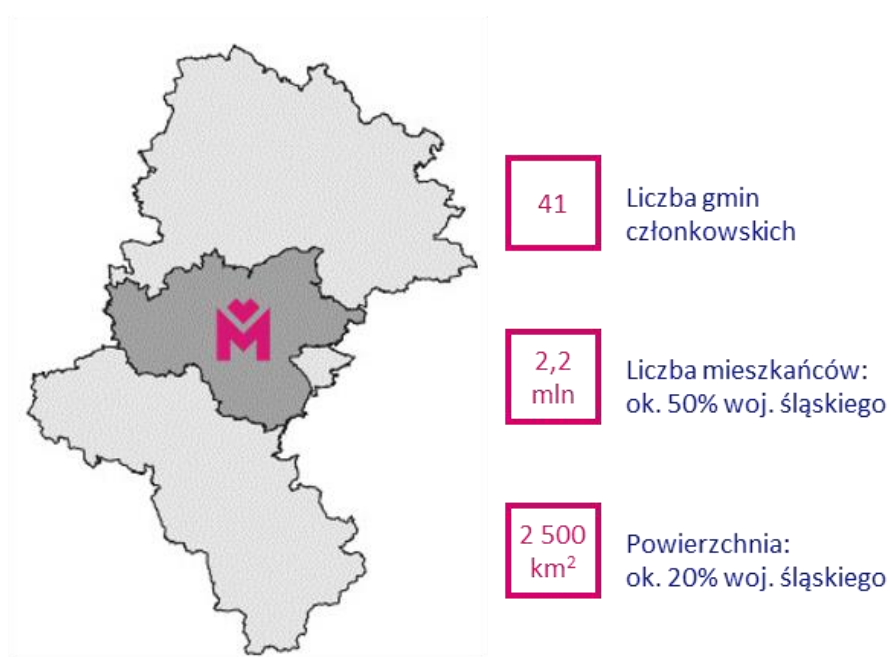 41
Liczba gmin
członkowskich
2,2
mln
Liczba mieszkańców:
ok. 50% woj. śląskiego
2 500
km²
Powierzchnia:
ok. 20% woj. śląskiego